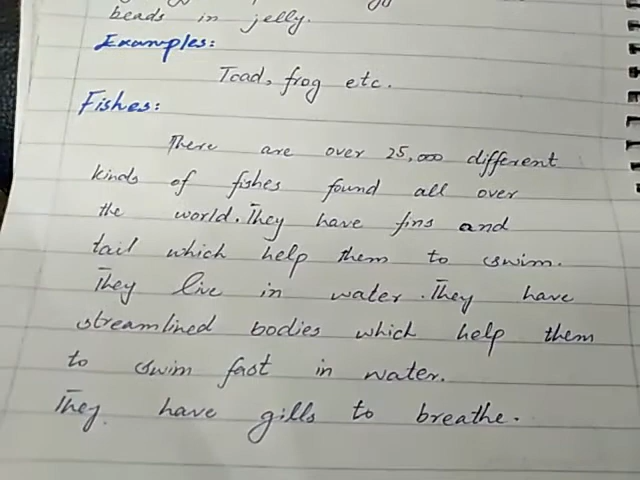 beads in jelly.
Examples:
Toad, frog etc.
Fishes:
There are over 25,000 different
kinds of fishes found all over
the world. They have fins and
tail which help them to swim.
They live in water. They have
streamlined bodies which help them
to swim fast in water.
They have gills to breathe.